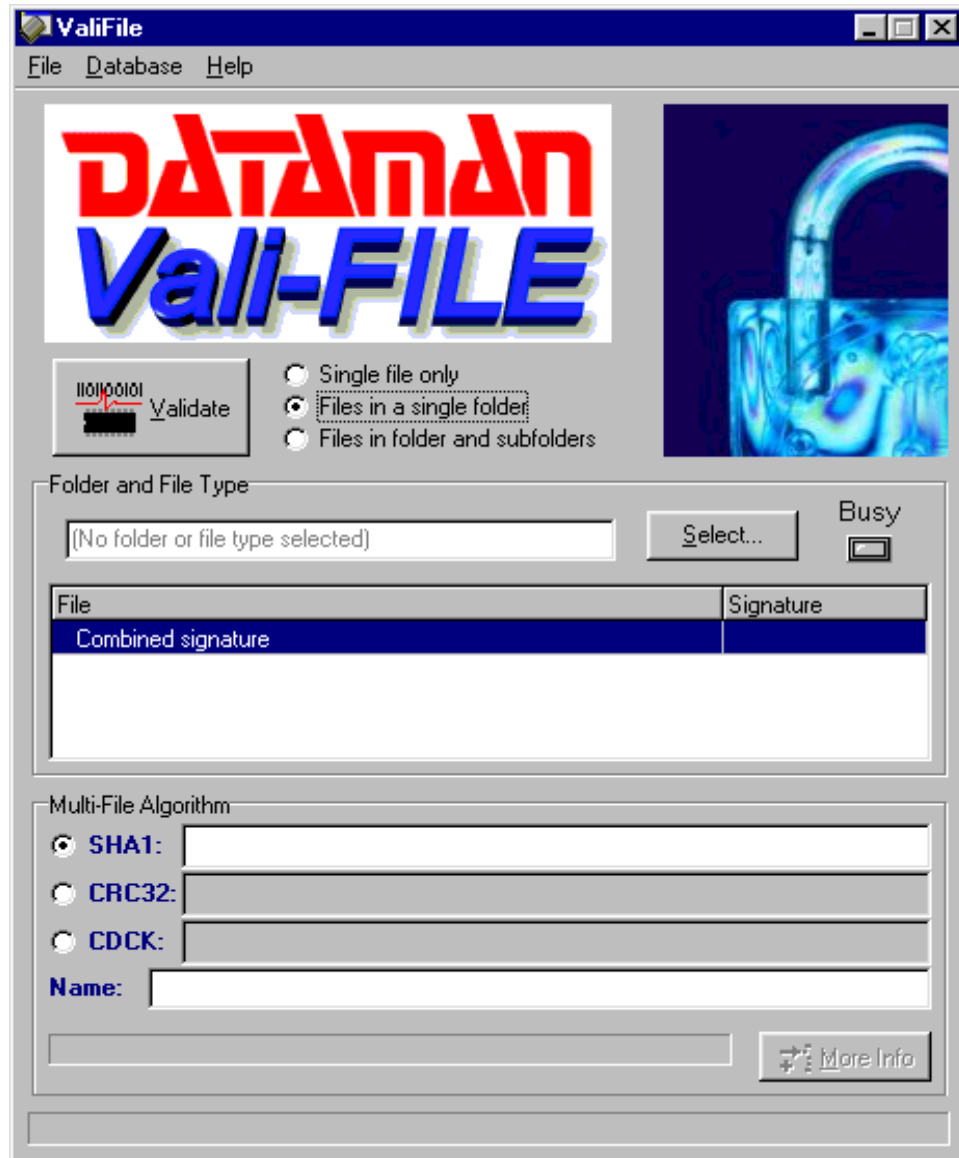 ValiFile
File Database Help
DATAMAN
Vali-FILE
Single file only
1101100101
Validate
Files in a single folder
Files in folder and subfolders
Folder and File Type
Busy
(No folder or file type selected)
Select...
File Signature
Combined signature
Multi-File Algorithm
SHA1:
CRC32:
CDCK:
Name:
More Info